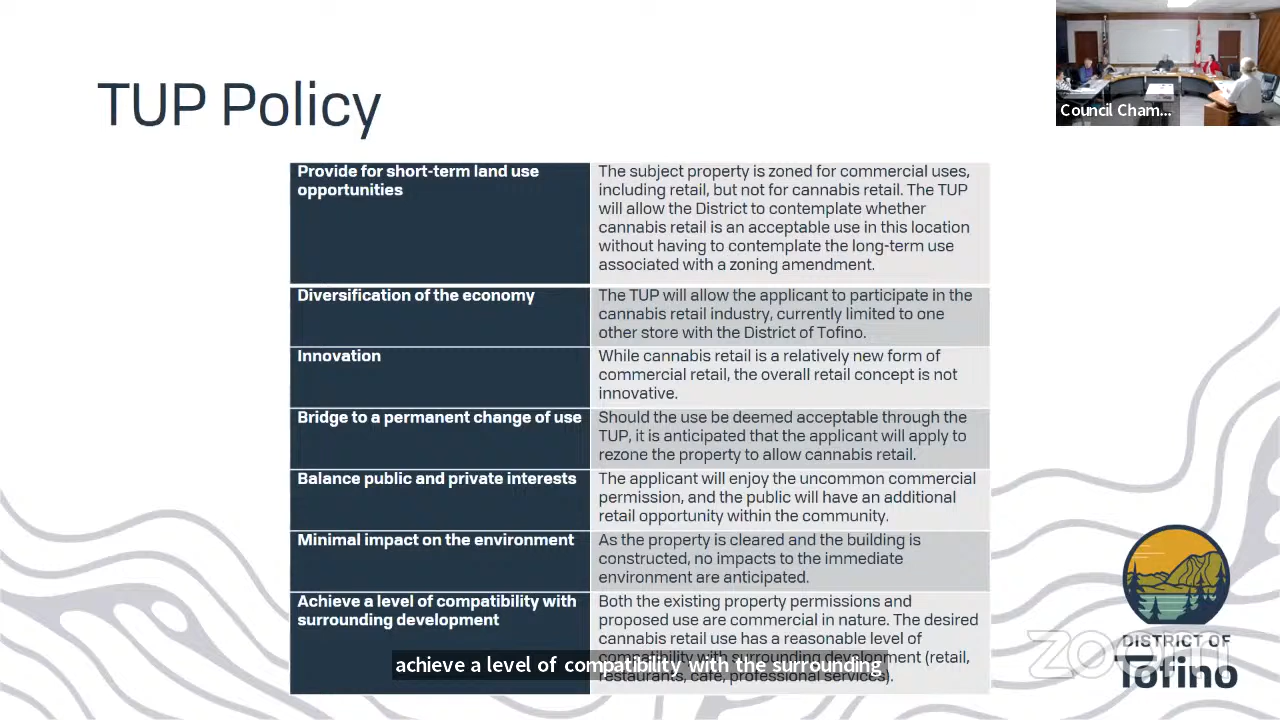 TUP Policy
Council Cham...
Provide for short-term land use
opportunities
The subject property is zoned for commercial uses,
including retail, but not for cannabis retail. The TUP
will allow the District to contemplate whether
cannabis retail is an acceptable use in this location
without having to contemplate the long-term use
associated with a zoning amendment.
Diversification of the economy
The TUP will allow the applicant to participate in the
cannabis retail industry, currently limited to one
other store with the District of Tofino.
Innovation
While cannabis retail is a relatively new form of
commercial retail, the overall retail concept is not
innovative.
Bridge to a permanent change of use
Should the use be deemed acceptable through the
TUP, it is anticipated that the applicant will apply to
rezone the property to allow cannabis retail.
Balance public and private interests
The applicant will enjoy the uncommon commercial
permission, and the public will have an additional
retail opportunity within the community.
Minimal impact on the environment
As the property is cleared and the building is
constructed, no impacts to the immediate
environment are anticipated.
Achieve a level of compatibility with
surrounding development
Both the existing property permissions and
proposed use are commercial in nature. The desired
cannabis retail use has a reasonable level of
compatibility with surrounding development (retail,
restaurants, cafe, professional services).
achieve a level of compatibility with the surrounding
DISTRICT OF
Tofino
zoom